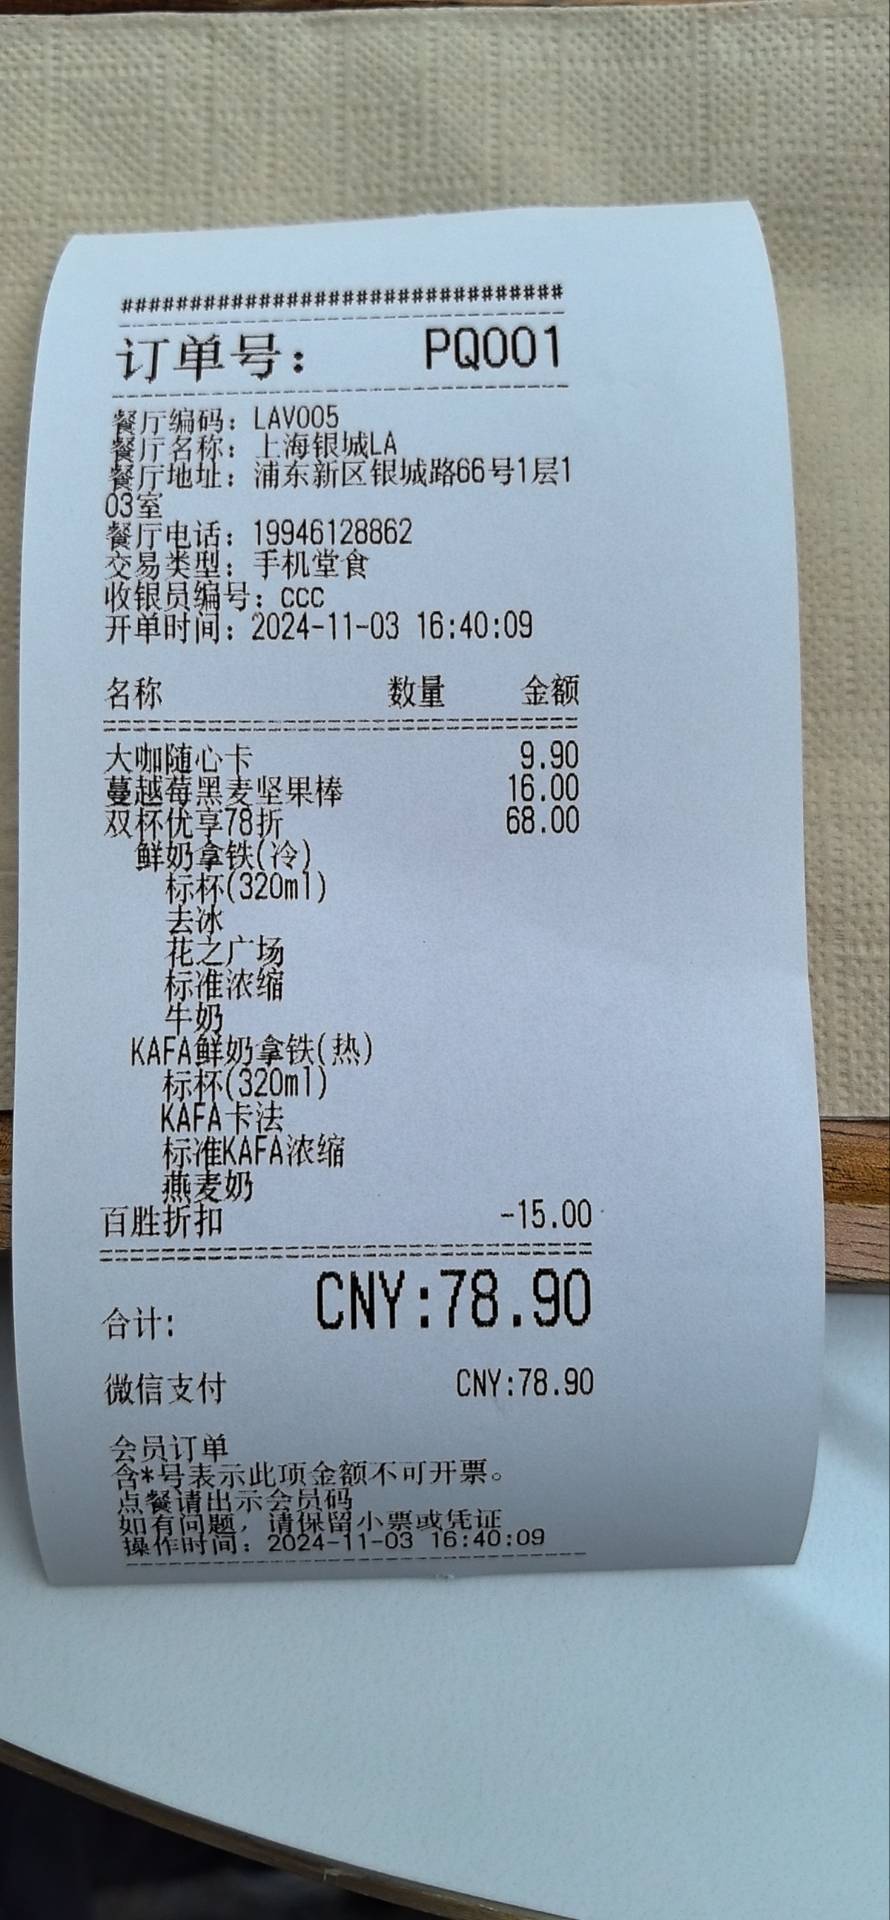 ################################
订单号： PQ001
餐厅编码：LAV005
餐厅名称：上海银城LA
餐厅地址：浦东新区银城路66号1层1
03室
餐厅电话：19946128862
交易类型：手机堂食
收银员编号：ccc
开单时间：2024-11-03 16:40:09
名称 数量 金额
大咖随心卡 9.90
蔓越莓黑麦坚果棒 16.00
双杯优享78折 68.00
鲜奶拿铁(冷)
标杯(320ml)
去冰
花之广场
标准浓缩
牛奶
KAFA鲜奶拿铁(热)
标杯(320ml)
KAFA卡法
标准KAFA浓缩
燕麦奶
百胜折扣 -15.00
合计: CNY:78.90
微信支付 CNY:78.90
会员订单
含*号表示此项金额不可开票。
点餐请出示会员码
如有问题，请保留小票或凭证
操作时间：2024-11-03 16:40:09